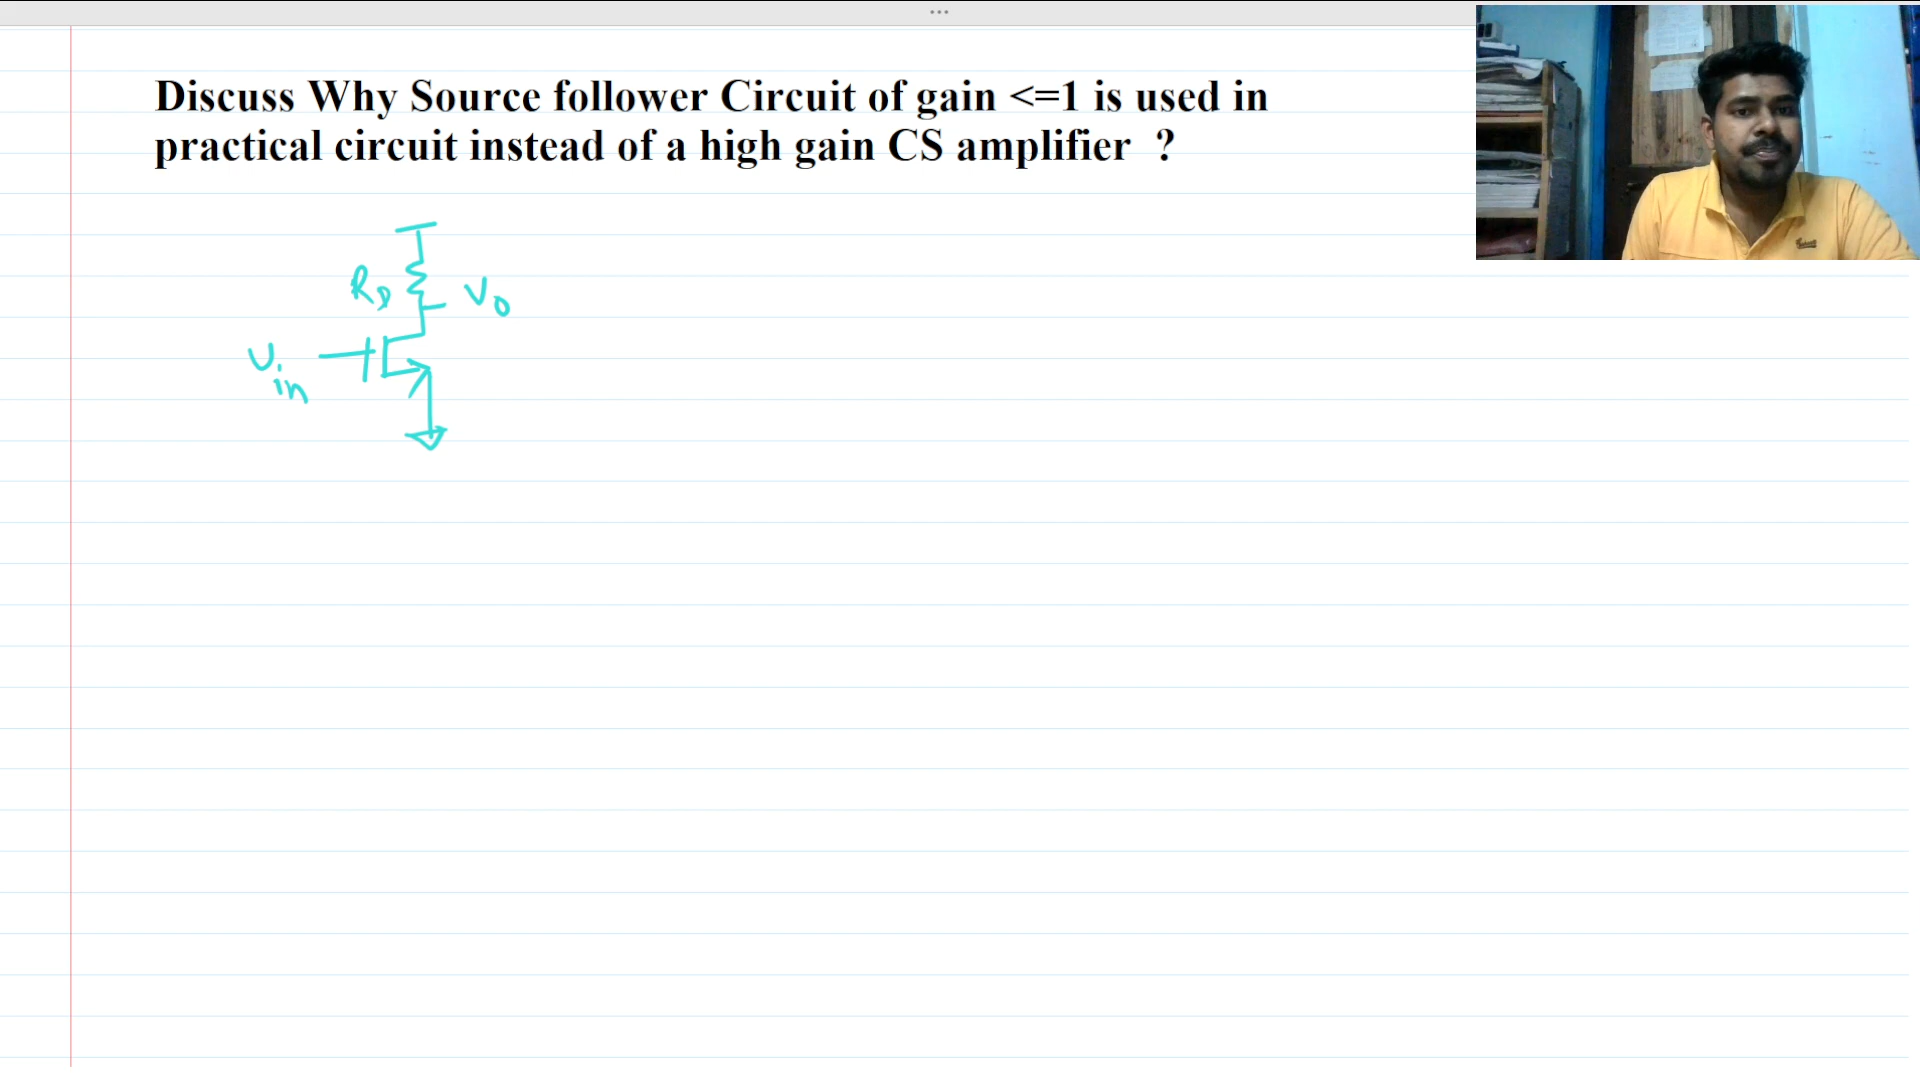 Discuss Why Source follower Circuit of gain <=1 is used in
practical circuit instead of a high gain CS amplifier ?
RD
Vo
Vin